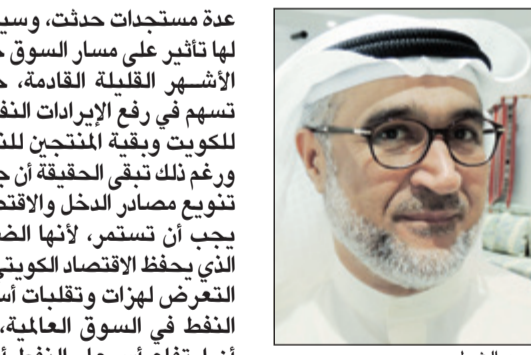 عدة مستجدات حدثت، وسي
لها تأثير على مسار السوق خ
الأشهر القليلة القادمة، ح
تسهم في رفع الإيرادات النف
للكويت وبقية المنتجين للن
ورغم ذلك تبقى الحقيقة أن ج
تنويع مصادر الدخل والاقتص
يجب أن تستمر، لأنها الض
الذي يحفظ الاقتصاد الكويتي
التعرض لهزات وتقلبات أس
النفط في السوق العالمية،